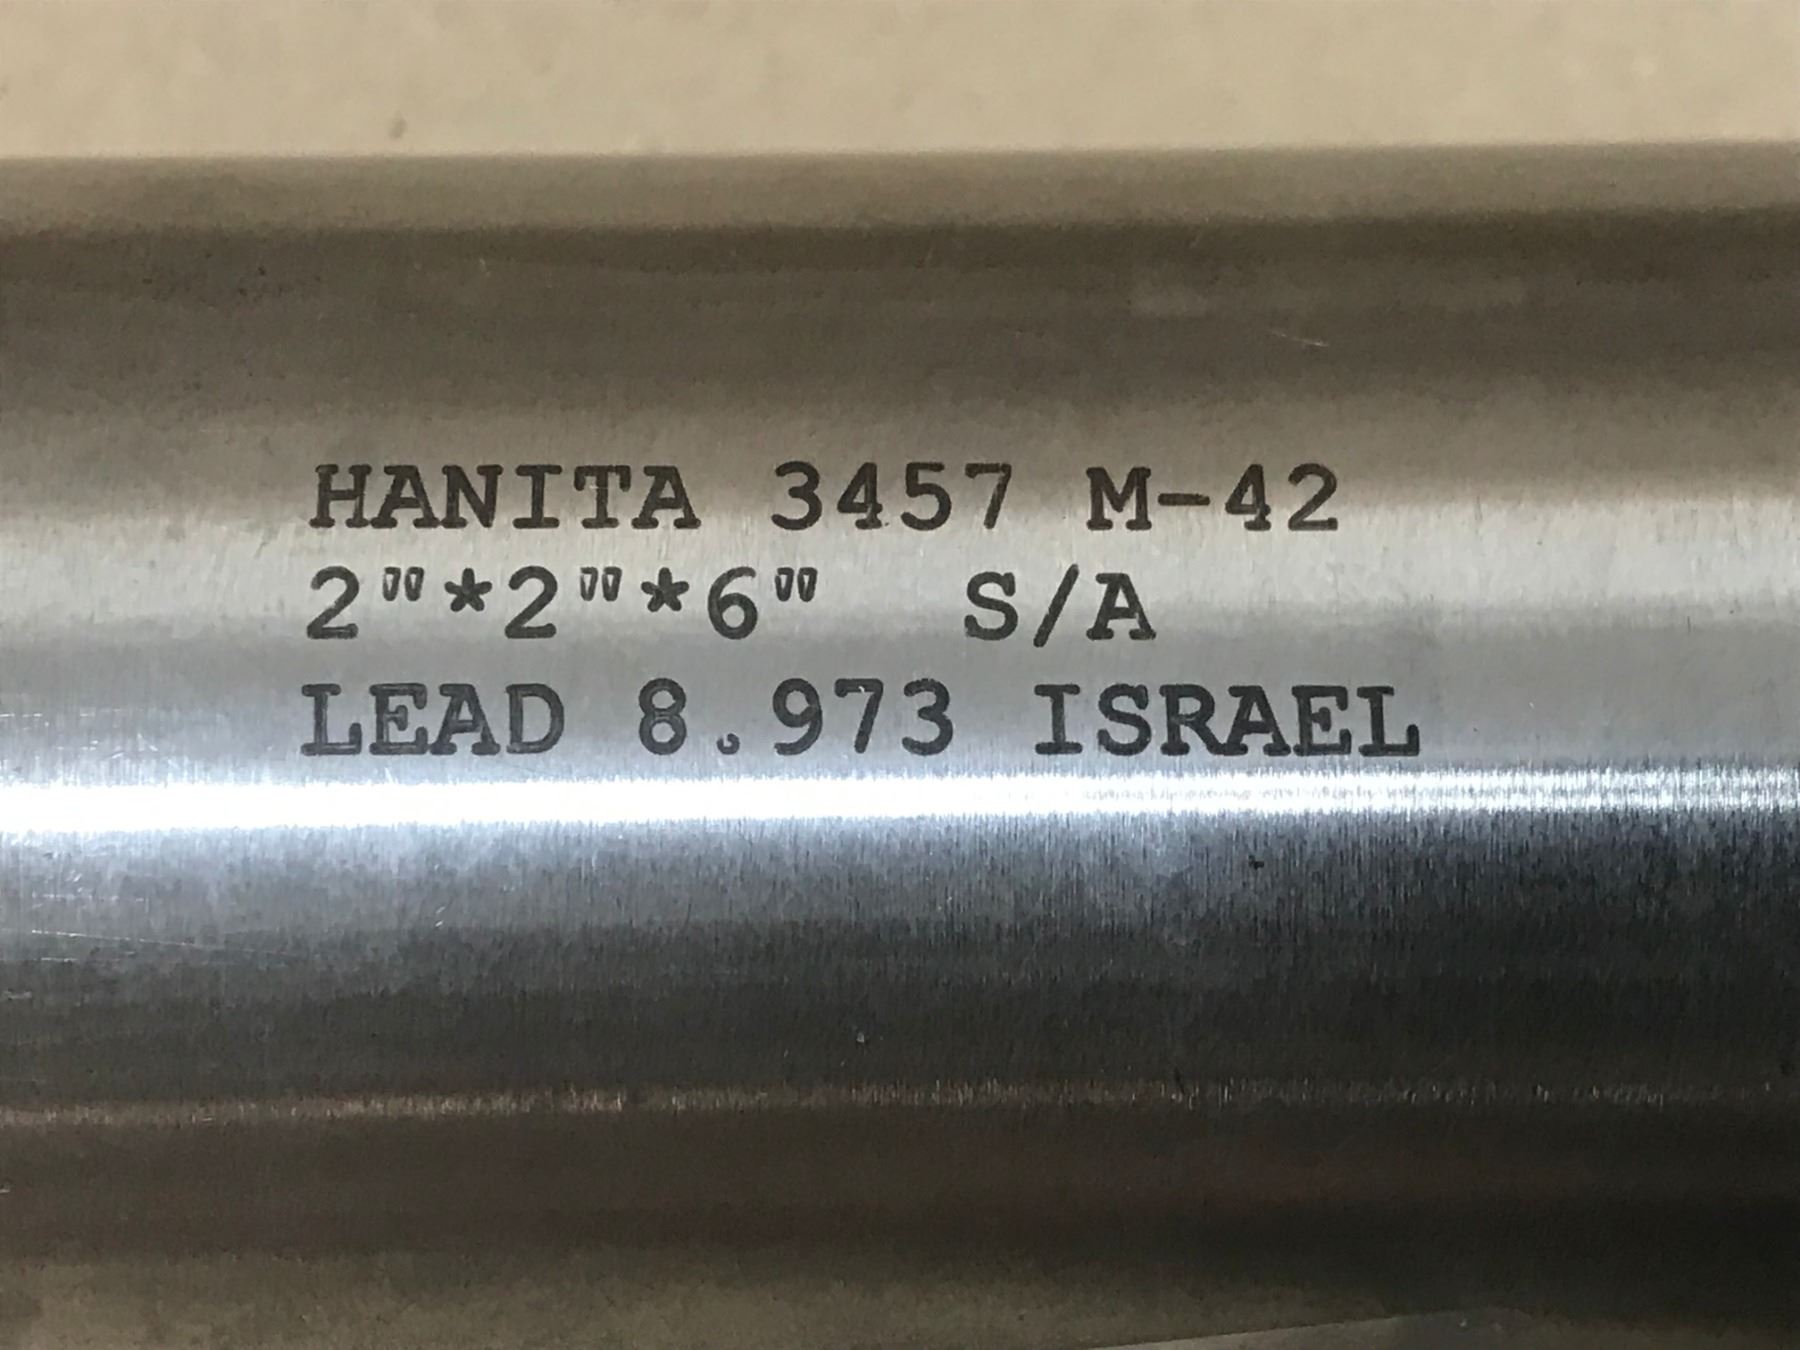 HANITA 3457 M-42
2"*2"*6" S/A
LEAD 8.973 ISRAEL